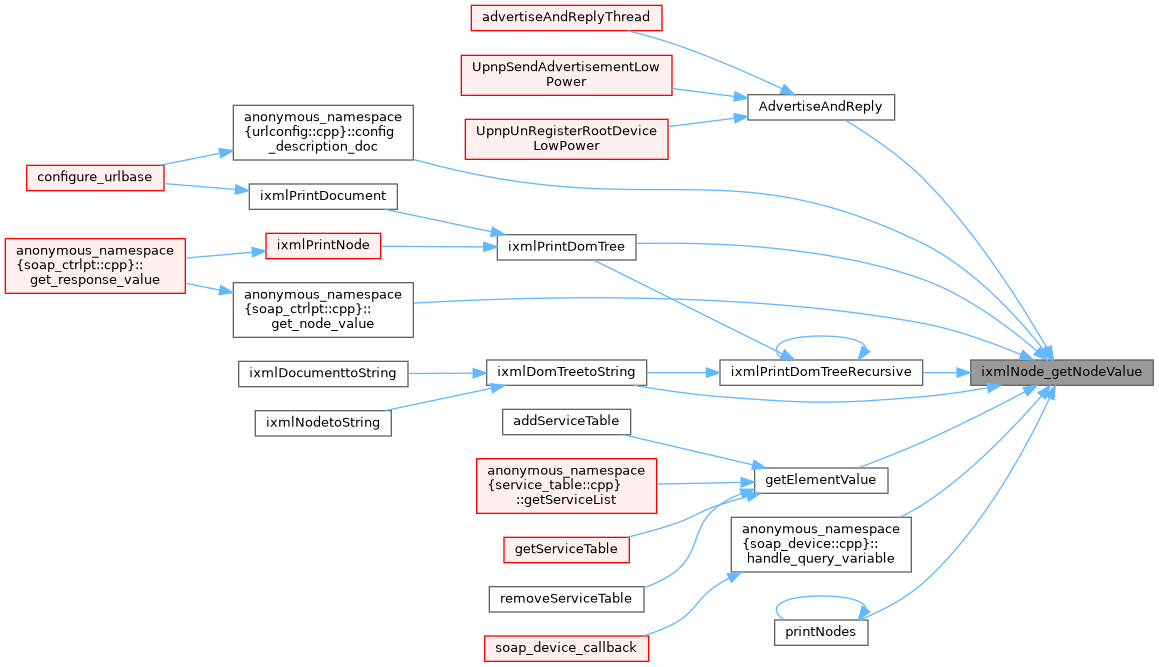 advertiseAndReplyThread
UpnpSendAdvertisementLow
Power
AdvertiseAndReply
UpnpUnRegisterRootDevice
LowPower
anonymous_namespace
{urlconfig::cpp}::config
_description_doc
configure_urlbase
ixmlPrintDocument
ixmlPrintNode
ixmlPrintDomTree
anonymous_namespace
{soap_ctrlpt::cpp}::
get_response_value
anonymous_namespace
{soap_ctrlpt::cpp}::
get_node_value
ixmlDocumenttoString
ixmlDomTreetoString
ixmlPrintDomTreeRecursive
ixmlNode_getNodeValue
ixmlNodetoString
addServiceTable
anonymous_namespace
{service_table::cpp}
::getServiceList
getElementValue
getServiceTable
anonymous_namespace
{soap_device::cpp}::
handle_query_variable
removeServiceTable
printNodes
soap_device_callback